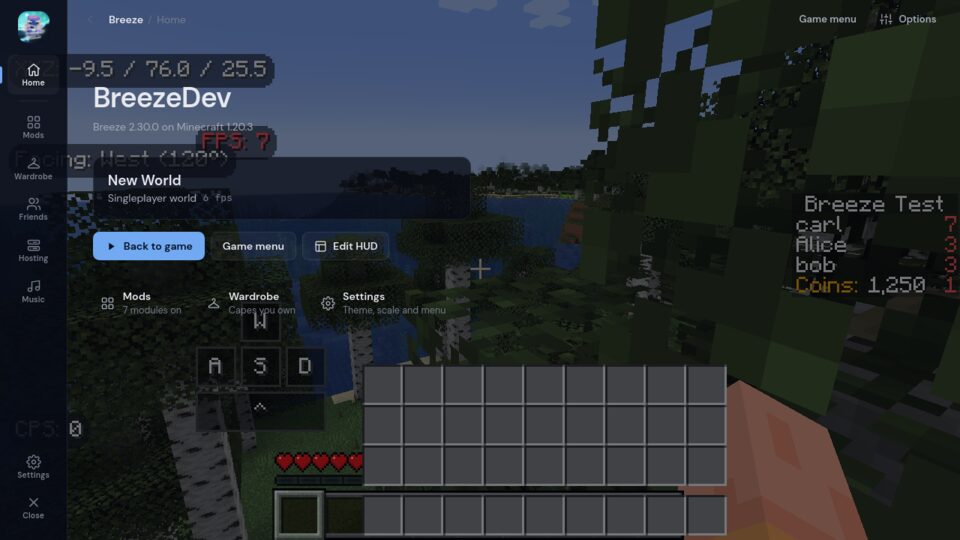 Breeze / Home
Game menu
Options
-9.5 / 76.0 / 25.5
Home
BreezeDev
Breeze 2.30.0 on Minecraft 1.20.3
Mods
FPS: 7
Facing: West (120°)
Wardrobe
New World
Singleplayer world 6 fps
Friends
Breeze Test
carl 7
Alice 3
bob 3
Coins: 1,250 1
Back to game
Game menu
Edit HUD
Hosting
Music
Mods
7 modules on
Wardrobe
Capes you own
Settings
Theme, scale and menu
W
A S D
^
CPS: 0
Settings
Close